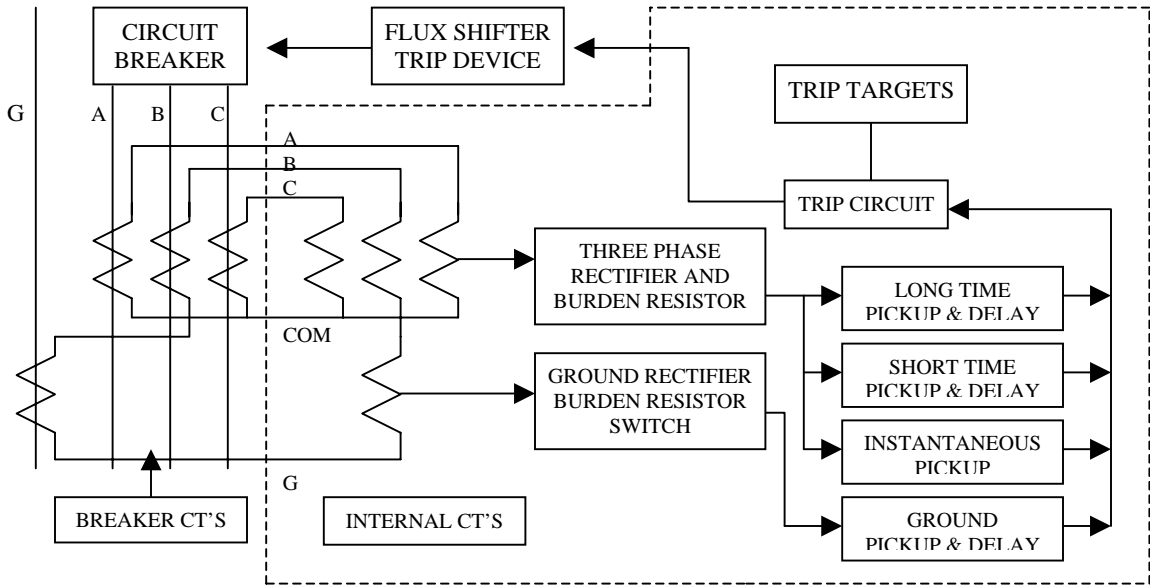 CIRCUIT
BREAKER
FLUX SHIFTER
TRIP DEVICE
TRIP TARGETS
G
A
B
C
A
B
C
TRIP CIRCUIT
THREE PHASE
RECTIFIER AND
BURDEN RESISTOR
LONG TIME
PICKUP & DELAY
COM
SHORT TIME
PICKUP & DELAY
GROUND RECTIFIER
BURDEN RESISTOR
SWITCH
INSTANTANEOUS
PICKUP
G
BREAKER CT'S
INTERNAL CT'S
GROUND
PICKUP & DELAY